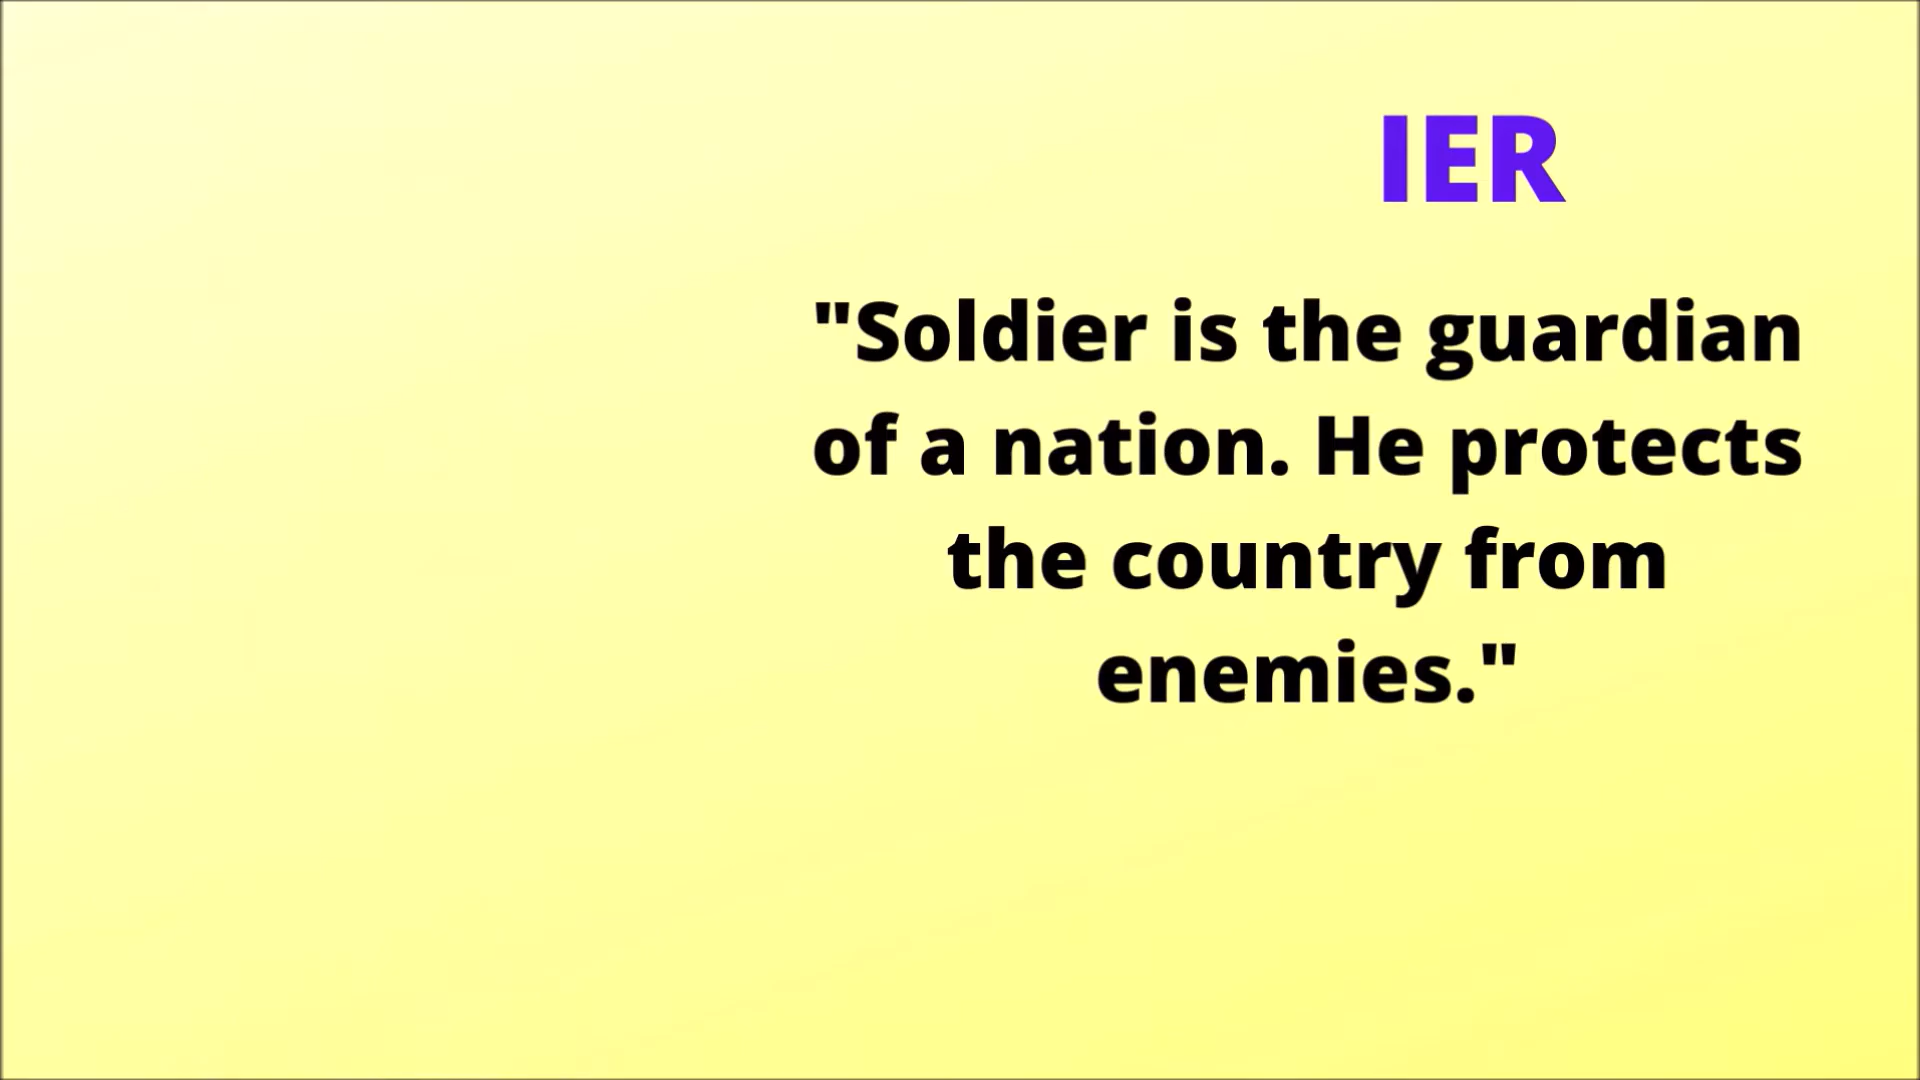 IER
"Soldier is the guardian
of a nation. He protects
the country from
enemies."